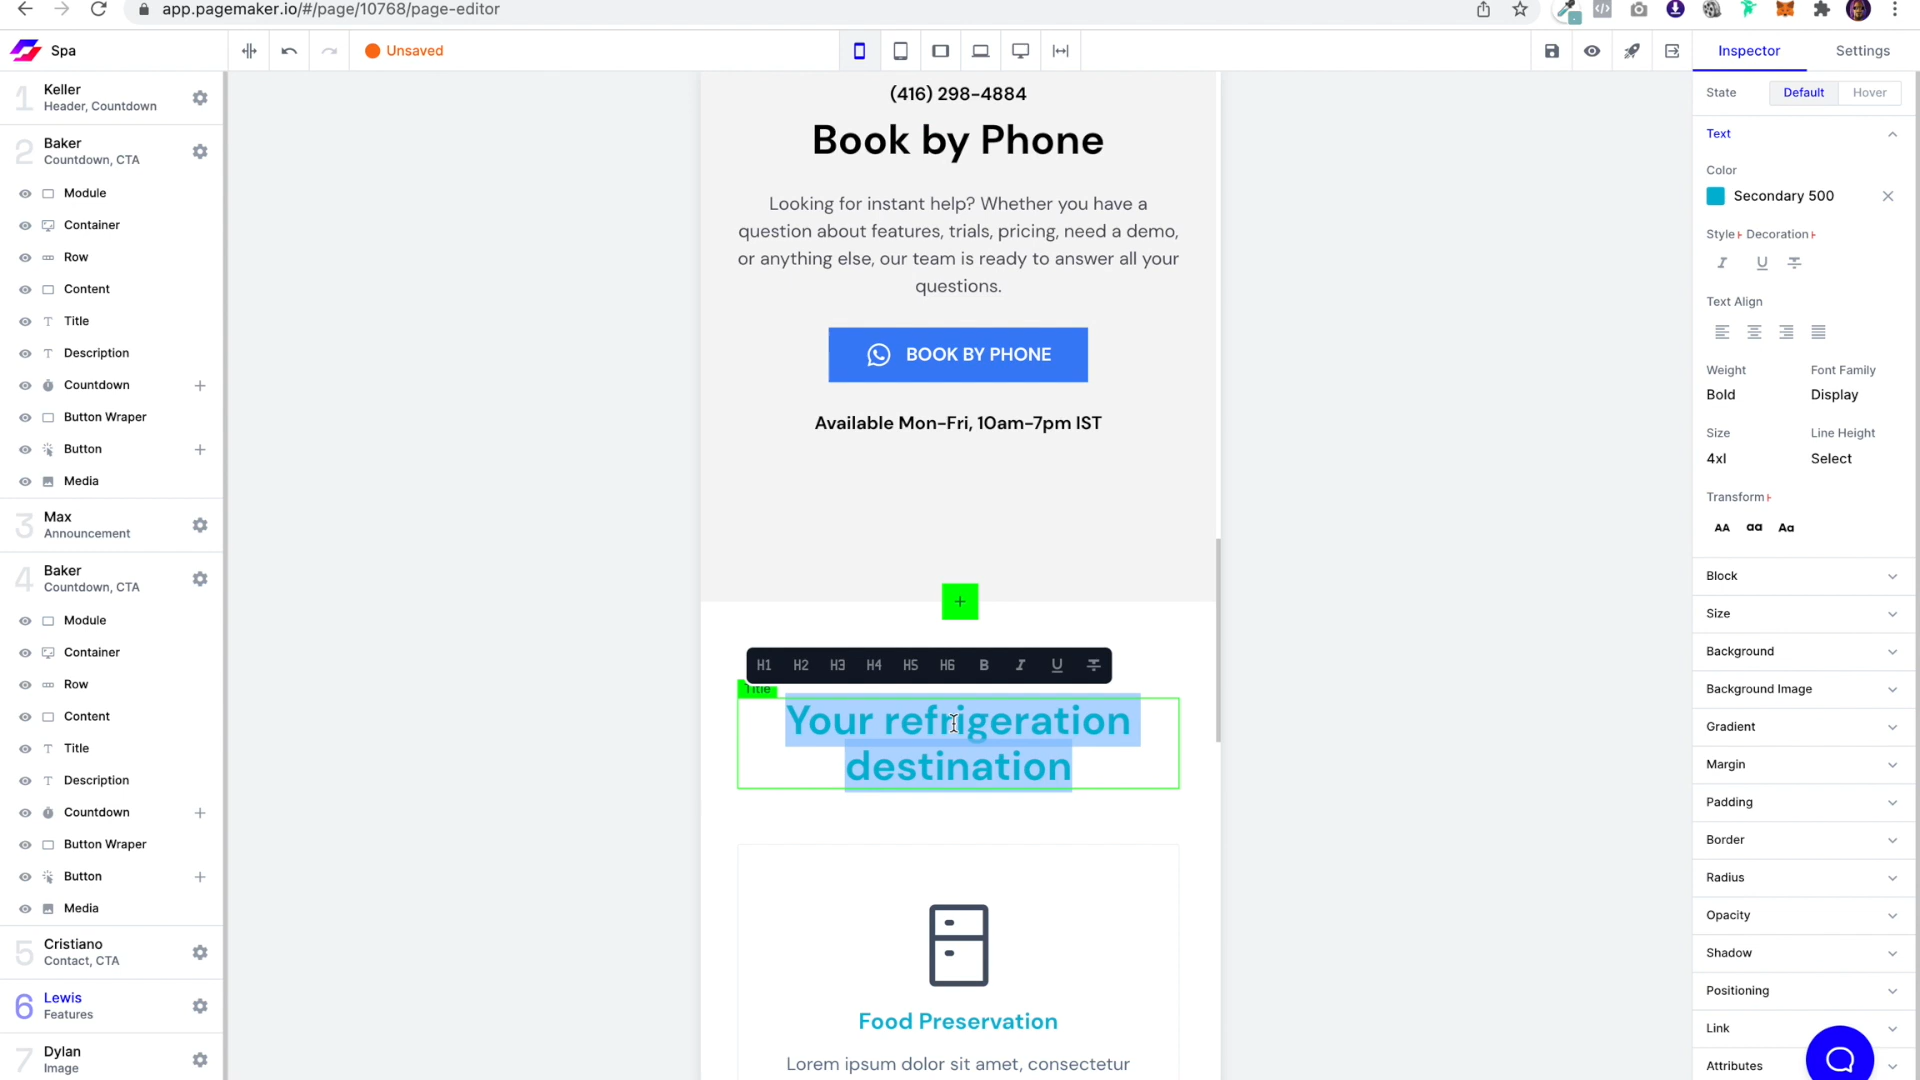 app.pagemaker.io/#/page/10768/page-editor
Spa
Unsaved
Inspector
Settings
1
Keller
Header, Countdown
2
Baker
Countdown, CTA
Module
Container
Row
Content
Title
Description
Countdown
Button Wraper
Button
Media
3
Max
Announcement
4
Baker
Countdown, CTA
Module
Container
Row
Content
Title
Description
Countdown
Button Wraper
Button
Media
5
Cristiano
Contact, CTA
6
Lewis
Features
7
Dylan
Image
(416) 298-4884
Book by Phone
Looking for instant help? Whether you have a
question about features, trials, pricing, need a demo,
or anything else, our team is ready to answer all your
questions.
BOOK BY PHONE
Available Mon-Fri, 10am-7pm IST
+
H1 H2 H3 H4 H5 H6 B I U
Title
Your refrigeration
destination
Food Preservation
Lorem ipsum dolor sit amet, consectetur
State
Default
Hover
Text
Color
Secondary 500
Style
Decoration
Text Align
Weight
Font Family
Bold
Display
Size
Line Height
4xl
Select
Transform
AA aa Aa
Block
Size
Background
Background Image
Gradient
Margin
Padding
Border
Radius
Opacity
Shadow
Positioning
Link
Attributes